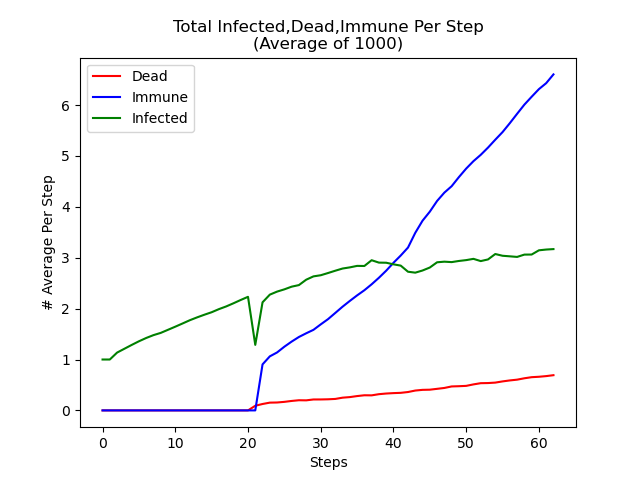 Total Infected,Dead,Immune Per Step
(Average of 1000)
Dead
Immune
Infected
# Average Per Step
6
5
4
3
2
1
0
0 10 20 30 40 50 60
Steps